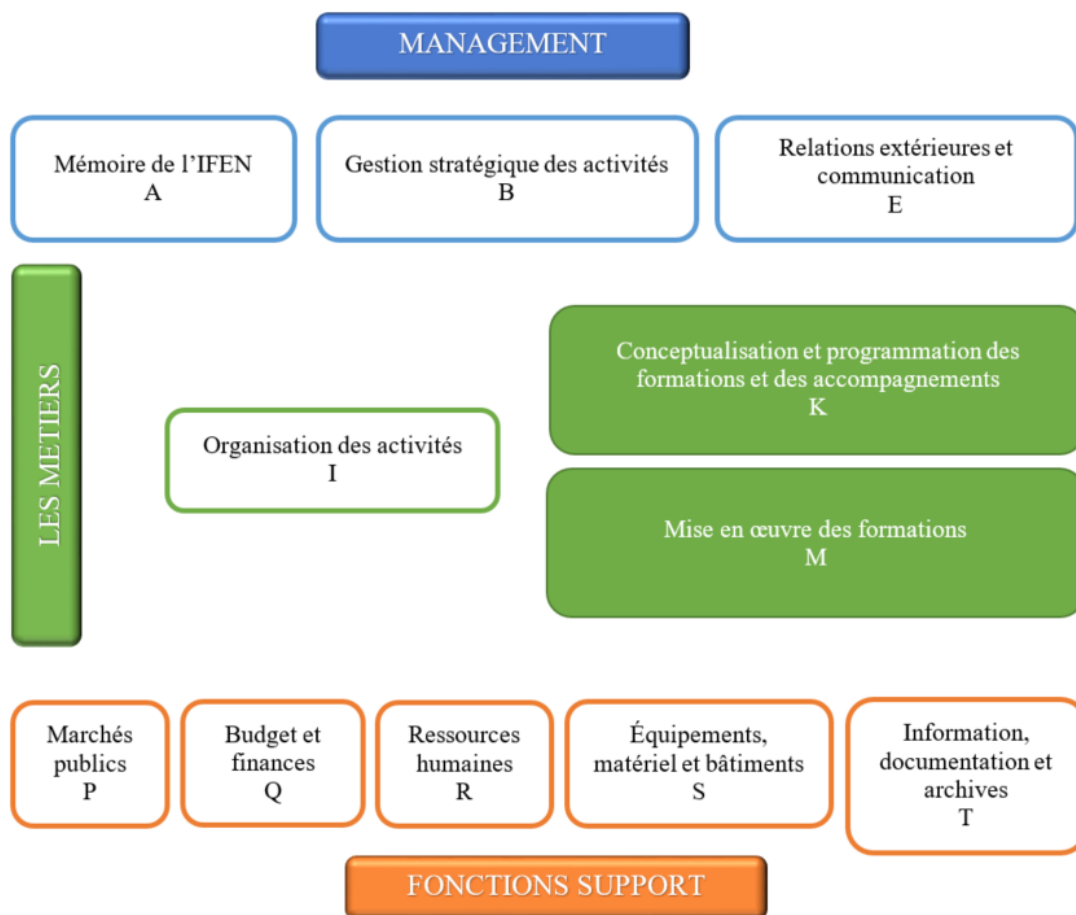 MANAGEMENT
Mémoire de l’IFEN
A
Gestion stratégique des activités
B
Relations extérieures et
communication
E
LES METIERS
Organisation des activités
I
Conceptualisation et programmation des
formations et des accompagnements
K
Mise en œuvre des formations
M
Marchés
publics
P
Budget et
finances
Q
Ressources
humaines
R
Équipements,
matériel et bâtiments
S
Information,
documentation et
archives
T
FONCTIONS SUPPORT